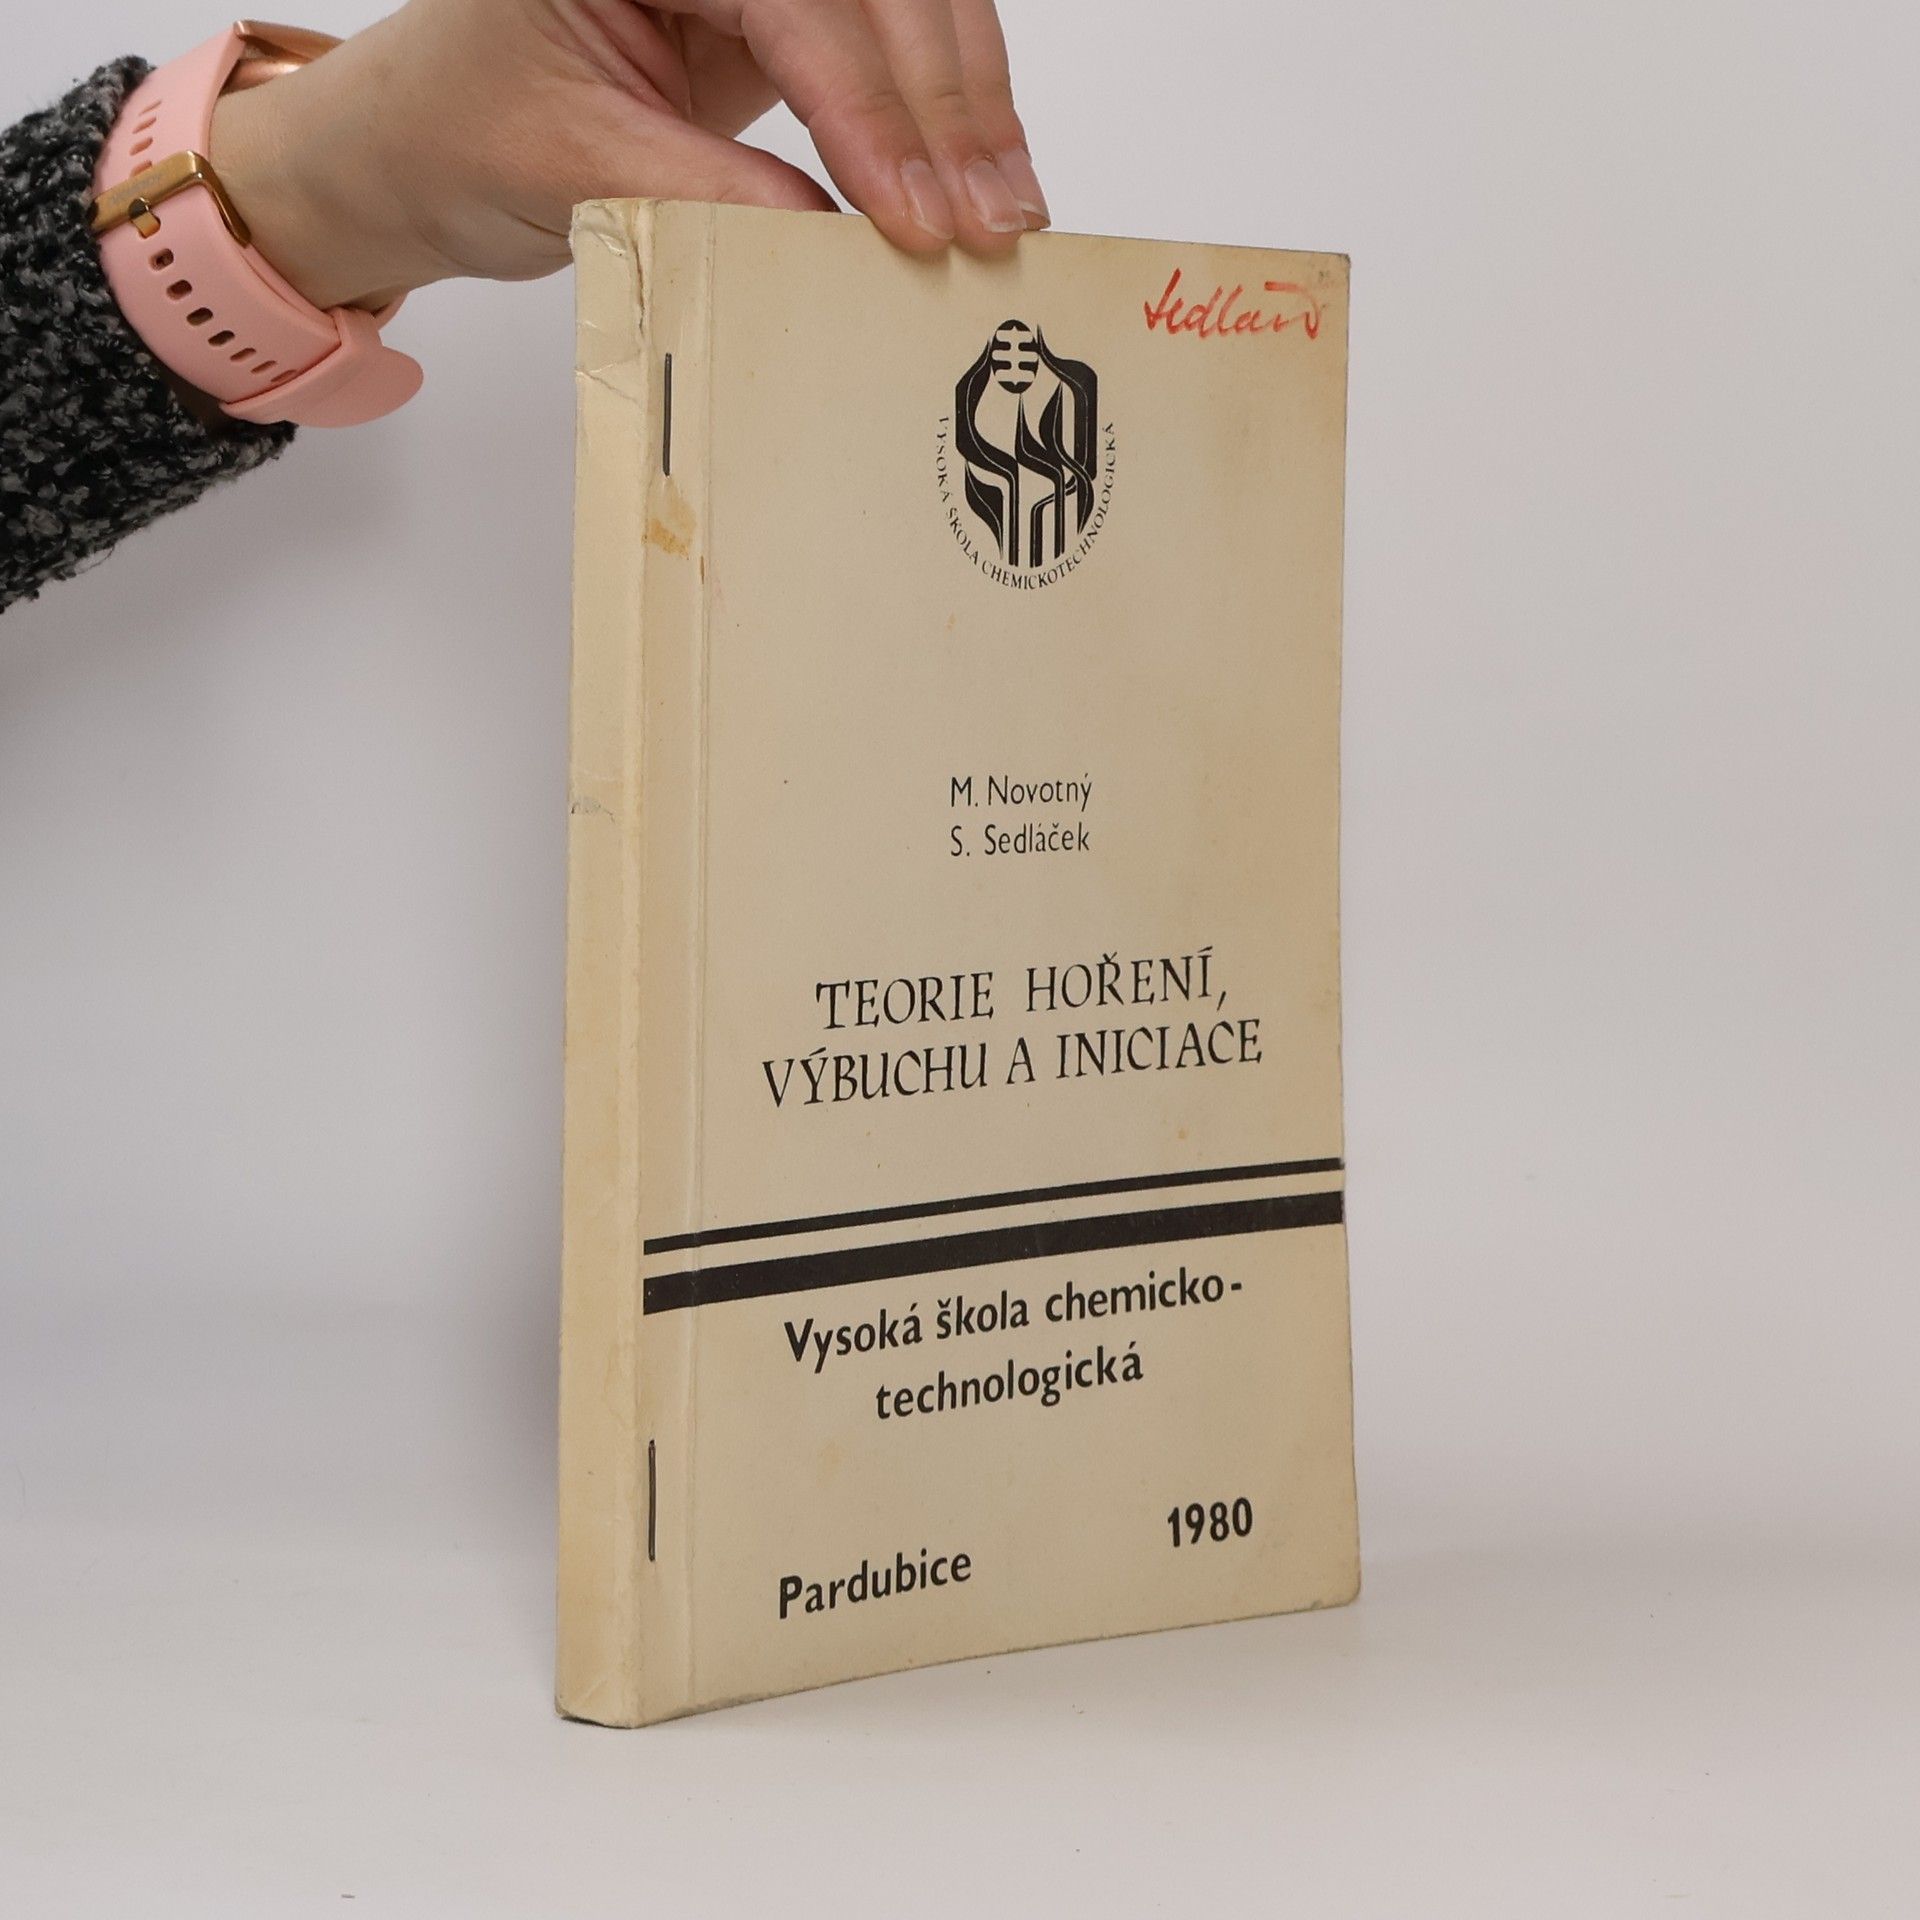 VYSOKÁ ŠKOLA CHEMICKOTECHNOLOGICKÁ
M. Novotný
S. Sedláček
TEORIE HOŘENÍ,
VÝBUCHU A INICIACE
Vysoká škola chemicko-
technologická
Pardubice
1980